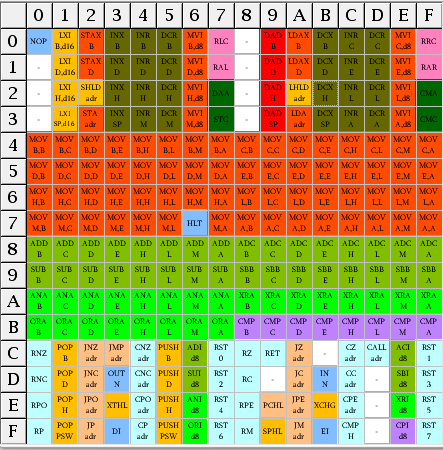 0 1 2 3 4 5 6 7 8 9 A B C D E F
0 NOP LXI B,d16 STAX B INX B INR B DCR B MVI B,d8 RLC - DAD B LDAX B DCX B INR C DCR C MVI C,d8 RRC
1 - LXI D,d16 STAX D INX D INR D DCR D MVI D,d8 RAL - DAD D LDAX D DCX D INR E DCR E MVI E,d8 RAR
2 - LXI H,d16 SHLD adr INX H INR H DCR H MVI H,d8 DAA - DAD H LHLD adr DCX H INR L DCR L MVI L,d8 CMA
3 - LXI SP,d16 STA adr INX SP INR M DCR M MVI M,d8 STC - DAD SP LDA adr DCX SP INR A DCR A MVI A,d8
4 MOV B,B MOV B,C MOV B,D MOV B,E MOV B,H MOV B,L MOV B,M MOV B,A MOV C,B MOV C,C MOV C,D MOV C,E MOV C,H MOV C,L MOV C,M MOV C,A
5 MOV D,B MOV D,C MOV D,D MOV D,E MOV D,H MOV D,L MOV D,M MOV D,A MOV E,B MOV E,C MOV E,D MOV E,E MOV E,H MOV E,L MOV E,M MOV E,A
6 MOV H,B MOV H,C MOV H,D MOV H,E MOV H,H MOV H,L MOV H,M MOV H,A MOV L,B MOV L,C MOV L,D MOV L,E MOV L,H MOV L,L MOV L,M MOV L,A
7 MOV M,B MOV M,C MOV M,D MOV M,E MOV M,H MOV M,L HLT MOV M,A MOV A,B MOV A,C MOV A,D MOV A,E MOV A,H MOV A,L MOV A,M MOV A,A
8 ADD B ADD C ADD D ADD E ADD H ADD L ADD M ADD A ADC B ADC C ADC D ADC E ADC H ADC L ADC M ADC A
9 SUB B SUB C SUB D SUB E SUB H SUB L SUB M SUB A SBB B SBB C SBB D SBB E SBB H SBB L SBB M SBB A
A ANA B ANA C ANA D ANA E ANA H ANA L ANA M ANA A XRA B XRA C XRA D XRA E XRA H XRA L XRA M XRA A
B ORA B ORA C ORA D ORA E ORA H ORA L ORA M ORA A CMP B CMP C CMP D CMP E CMP H CMP L CMP M CMP A
C RNZ POP B JNZ adr JMP adr CNZ adr PUSH B ADI d8 RST 0 RZ RET JZ adr - CZ adr CALL adr ACI d8 RST 1
D RNC POP D JNC adr OUT N CNC adr PUSH D SUI d8 RST 2 RC - JC adr IN N CC adr - SBI d8 RST 3
E RPO POP H JPO adr XTHL CPO adr PUSH H ANI d8 RST 4 RPE PCHL JPE adr XCHG CPE adr - XRI d8 RST 5
F RP POP PSW JP adr DI CP adr PUSH PSW ORI d8 RST 6 RM SPHL JM adr EI CMP H - CPI d8 RST 7